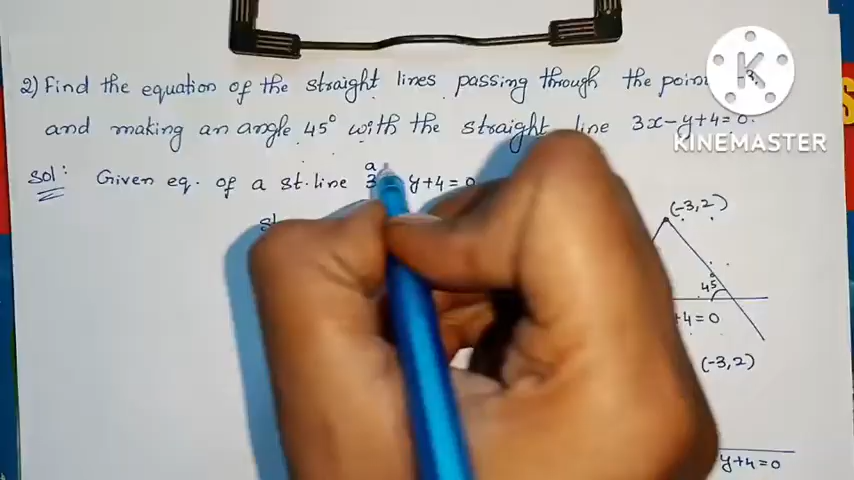 2) Find the equation of the straight lines passing through the point -3
and making an angle 45° with the straight line 3x-y+4=0.
KINEMASTER
Sol: Given eq. of a st. line 3 y+4=0
a
(-3,2)
45°
+4=0
(-3,2)
y+4=0